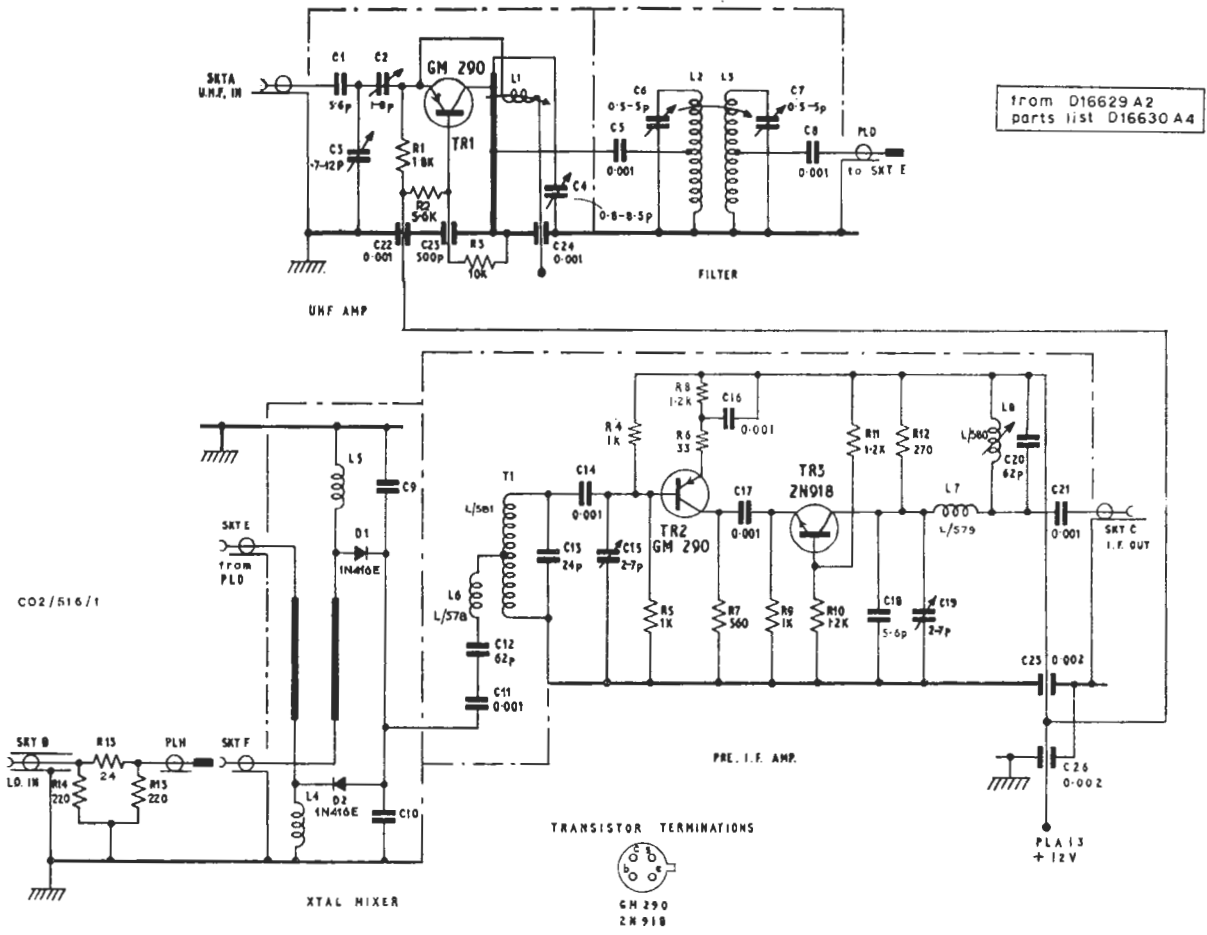 SKTA
U.H.F. IN
C1
5·6p
C2
1-8p
GM 290
TR1
L1
C3
·7-12p
R1
1·8K
R2
5·6K
C4
0·8-8·5p
C22
0·001
C23
500p
R3
10K
C24
0·001
UHF AMP
C6
0·5-5p
C5
0·001
L2
L3
C7
0·5-5p
C8
0·001
PLD
to SKT E
FILTER
from D16629 A2
parts list D16630 A4
L5
C9
SKT E
from
PLD
D1
1N416E
CO2/516/1
SKT B
L.O. IN
R15
24
R14
220
R13
220
PLH
SKT F
L4
D2
1N416E
C10
XTAL MIXER
T1
L/581
L6
L/578
C12
62p
C11
0·001
C13
24p
C14
0·001
C15
2-7p
R4
1K
R8
1·2K
R6
33
C16
0·001
TR2
GM 290
C17
0·001
TR3
2N918
R11
1·2K
R12
270
L8
L/580
C20
62p
L7
L/579
C21
0·001
SKT C
I.F. OUT
R5
1K
R7
560
R9
1K
R10
1·2K
C18
5·6p
C19
2-7p
C25
0·002
C26
0·002
PLA 13
+ 12V
PRE. I.F. AMP.
TRANSISTOR TERMINATIONS
c s
b e
GM 290
2N918